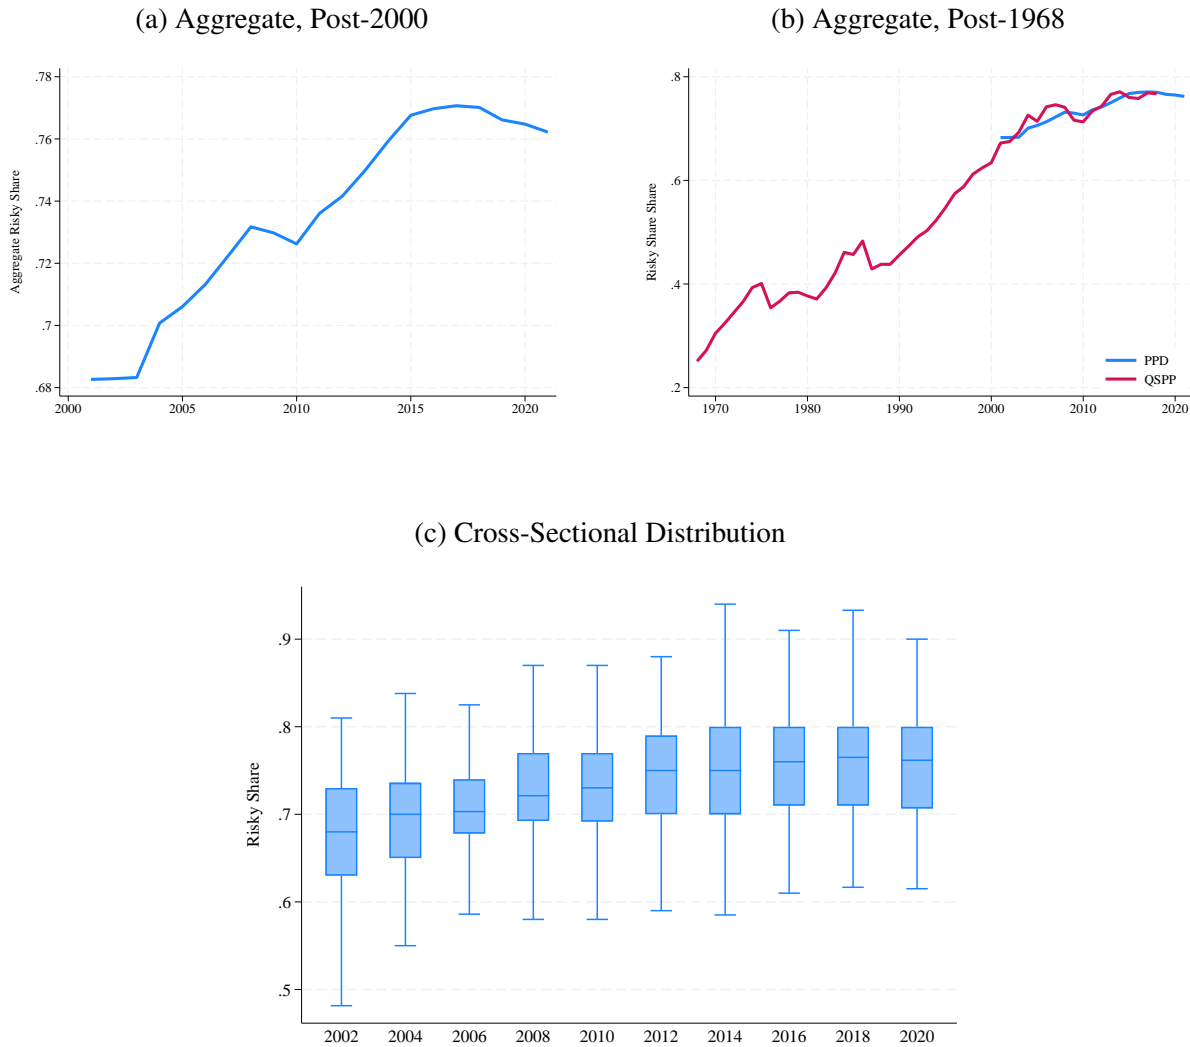 (a) Aggregate, Post-2000
Aggregate Risky Share
.78
.76
.74
.72
.7
.68
2000 2005 2010 2015 2020
(b) Aggregate, Post-1968
Risky Share Share
.8
.6
.4
.2
PPD
QSPP
1970 1980 1990 2000 2010 2020
(c) Cross-Sectional Distribution
Risky Share
.9
.8
.7
.6
.5
2002 2004 2006 2008 2010 2012 2014 2016 2018 2020